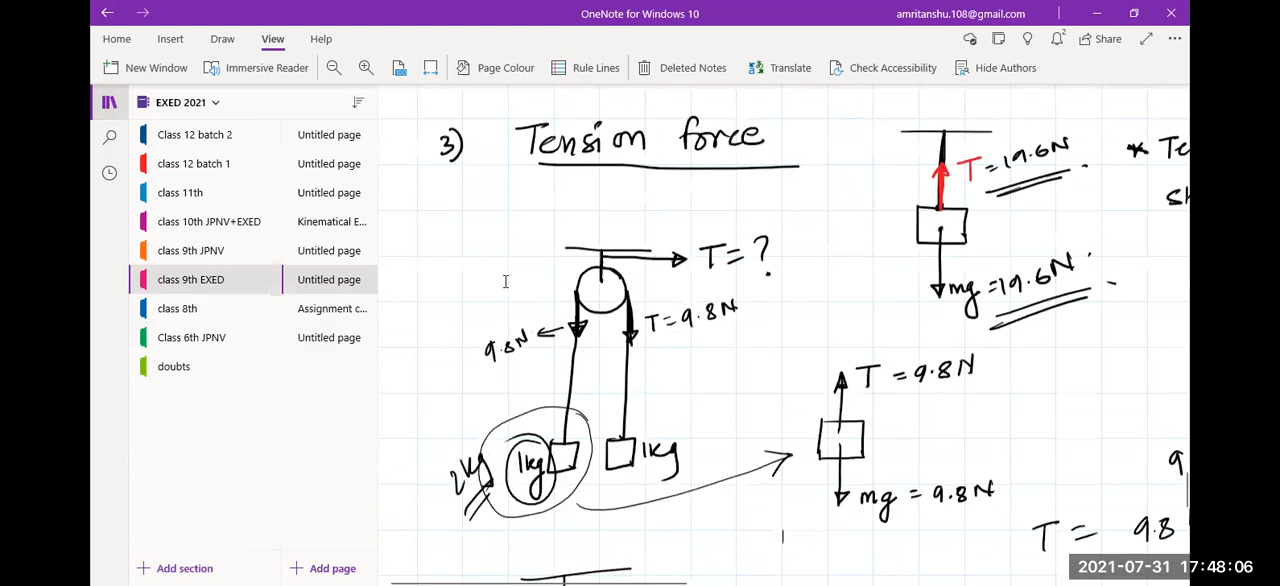 OneNote for Windows 10
amritanshu.108@gmail.com
Home Insert Draw View Help
2
Share
New Window Immersive Reader Page Colour Rule Lines Deleted Notes Translate Check Accessibility Hide Authors
EXED 2021
Class 12 batch 2 Untitled page
class 12 batch 1 Untitled page
class 11th Untitled page
class 10th JPNV+EXED Kinematical E...
class 9th JPNV Untitled page
class 9th EXED Untitled page
class 8th Assignment c...
Class 6th JPNV Untitled page
doubts
Add section Add page
3) Tension force
T = ?
9.8N
T = 9.8N
2kg
1kg
1kg
T = 19.6N
mg = 19.6N
* Te
T = 9.8N
mg = 9.8N
9
T = 9.8
2021-07-31 17:48:06